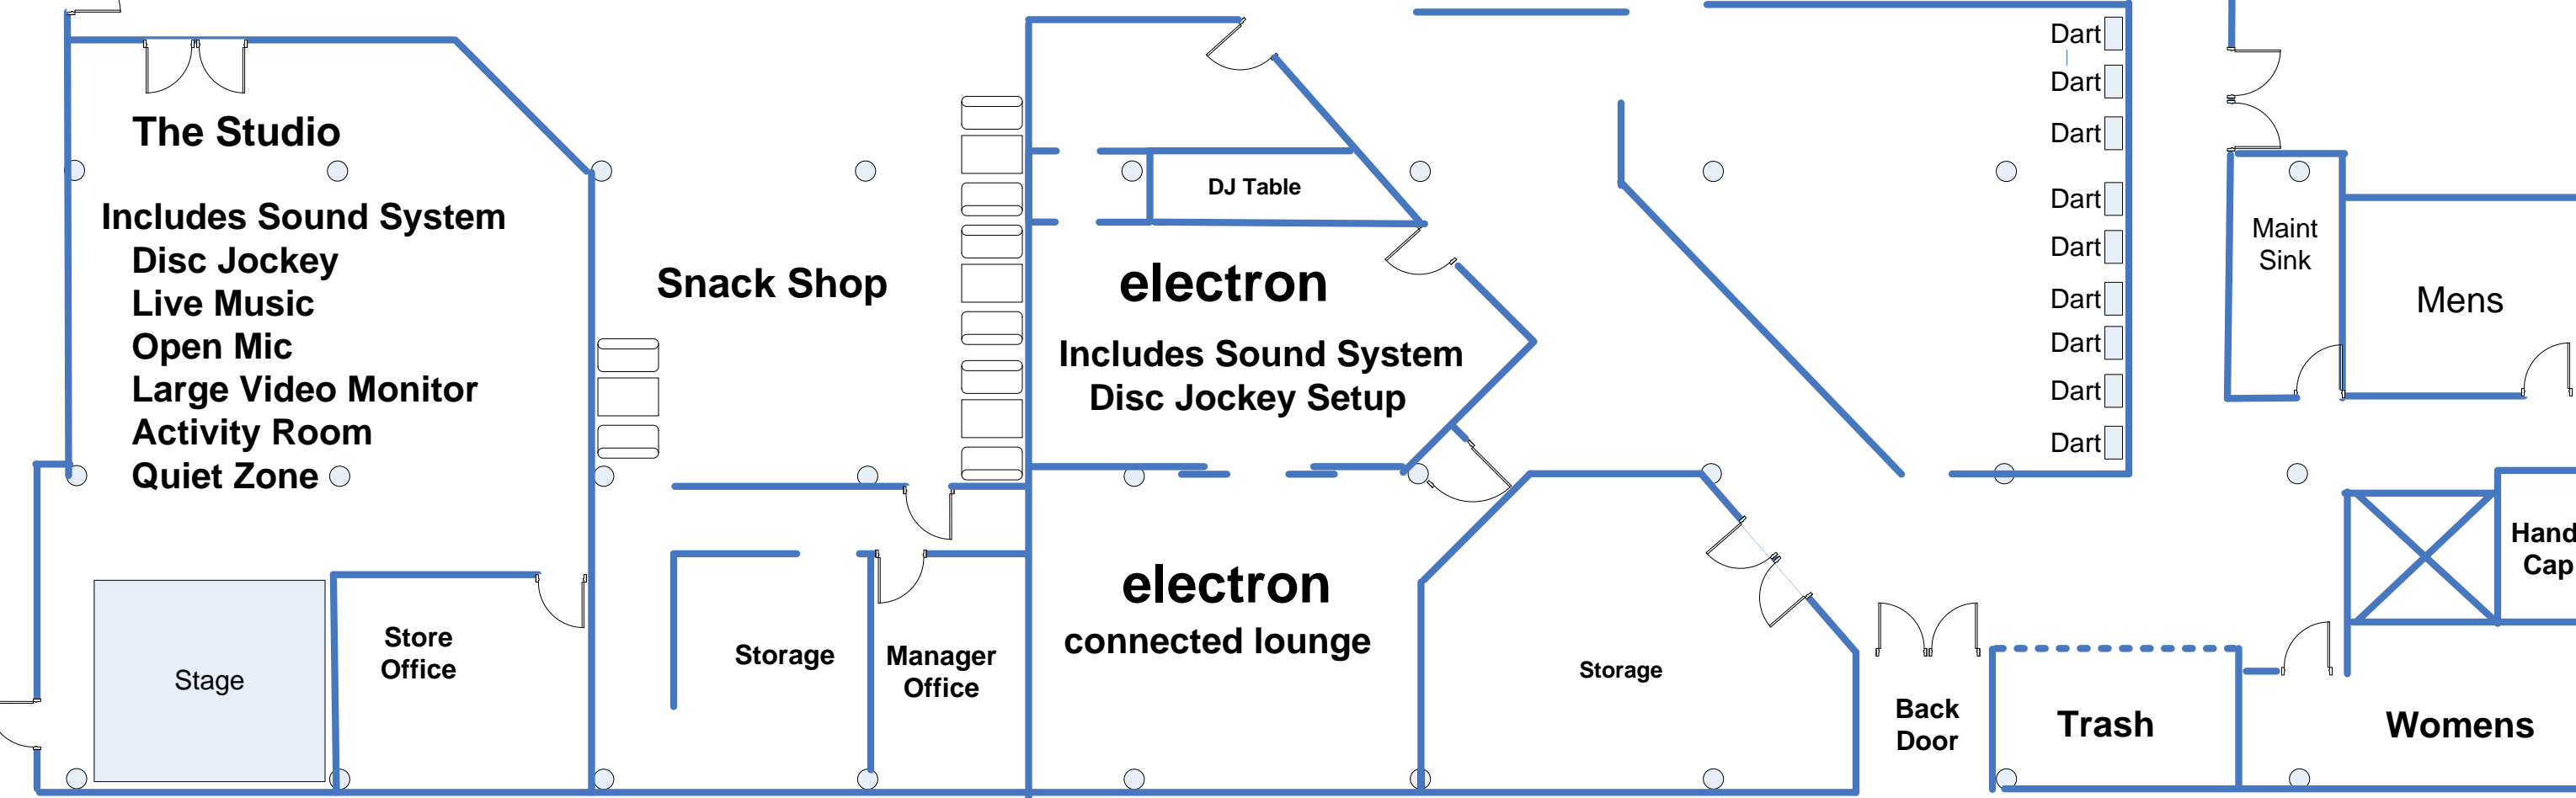 The Studio
Includes Sound System
Disc Jockey
Live Music
Open Mic
Large Video Monitor
Activity Room
Quiet Zone
Stage
Store
Office
Snack Shop
Storage
Manager
Office
DJ Table
electron
Includes Sound System
Disc Jockey Setup
electron
connected lounge
Storage
Dart
Dart
Dart
Dart
Dart
Dart
Dart
Dart
Dart
Back
Door
Trash
Maint
Sink
Mens
Hand
Cap
Womens